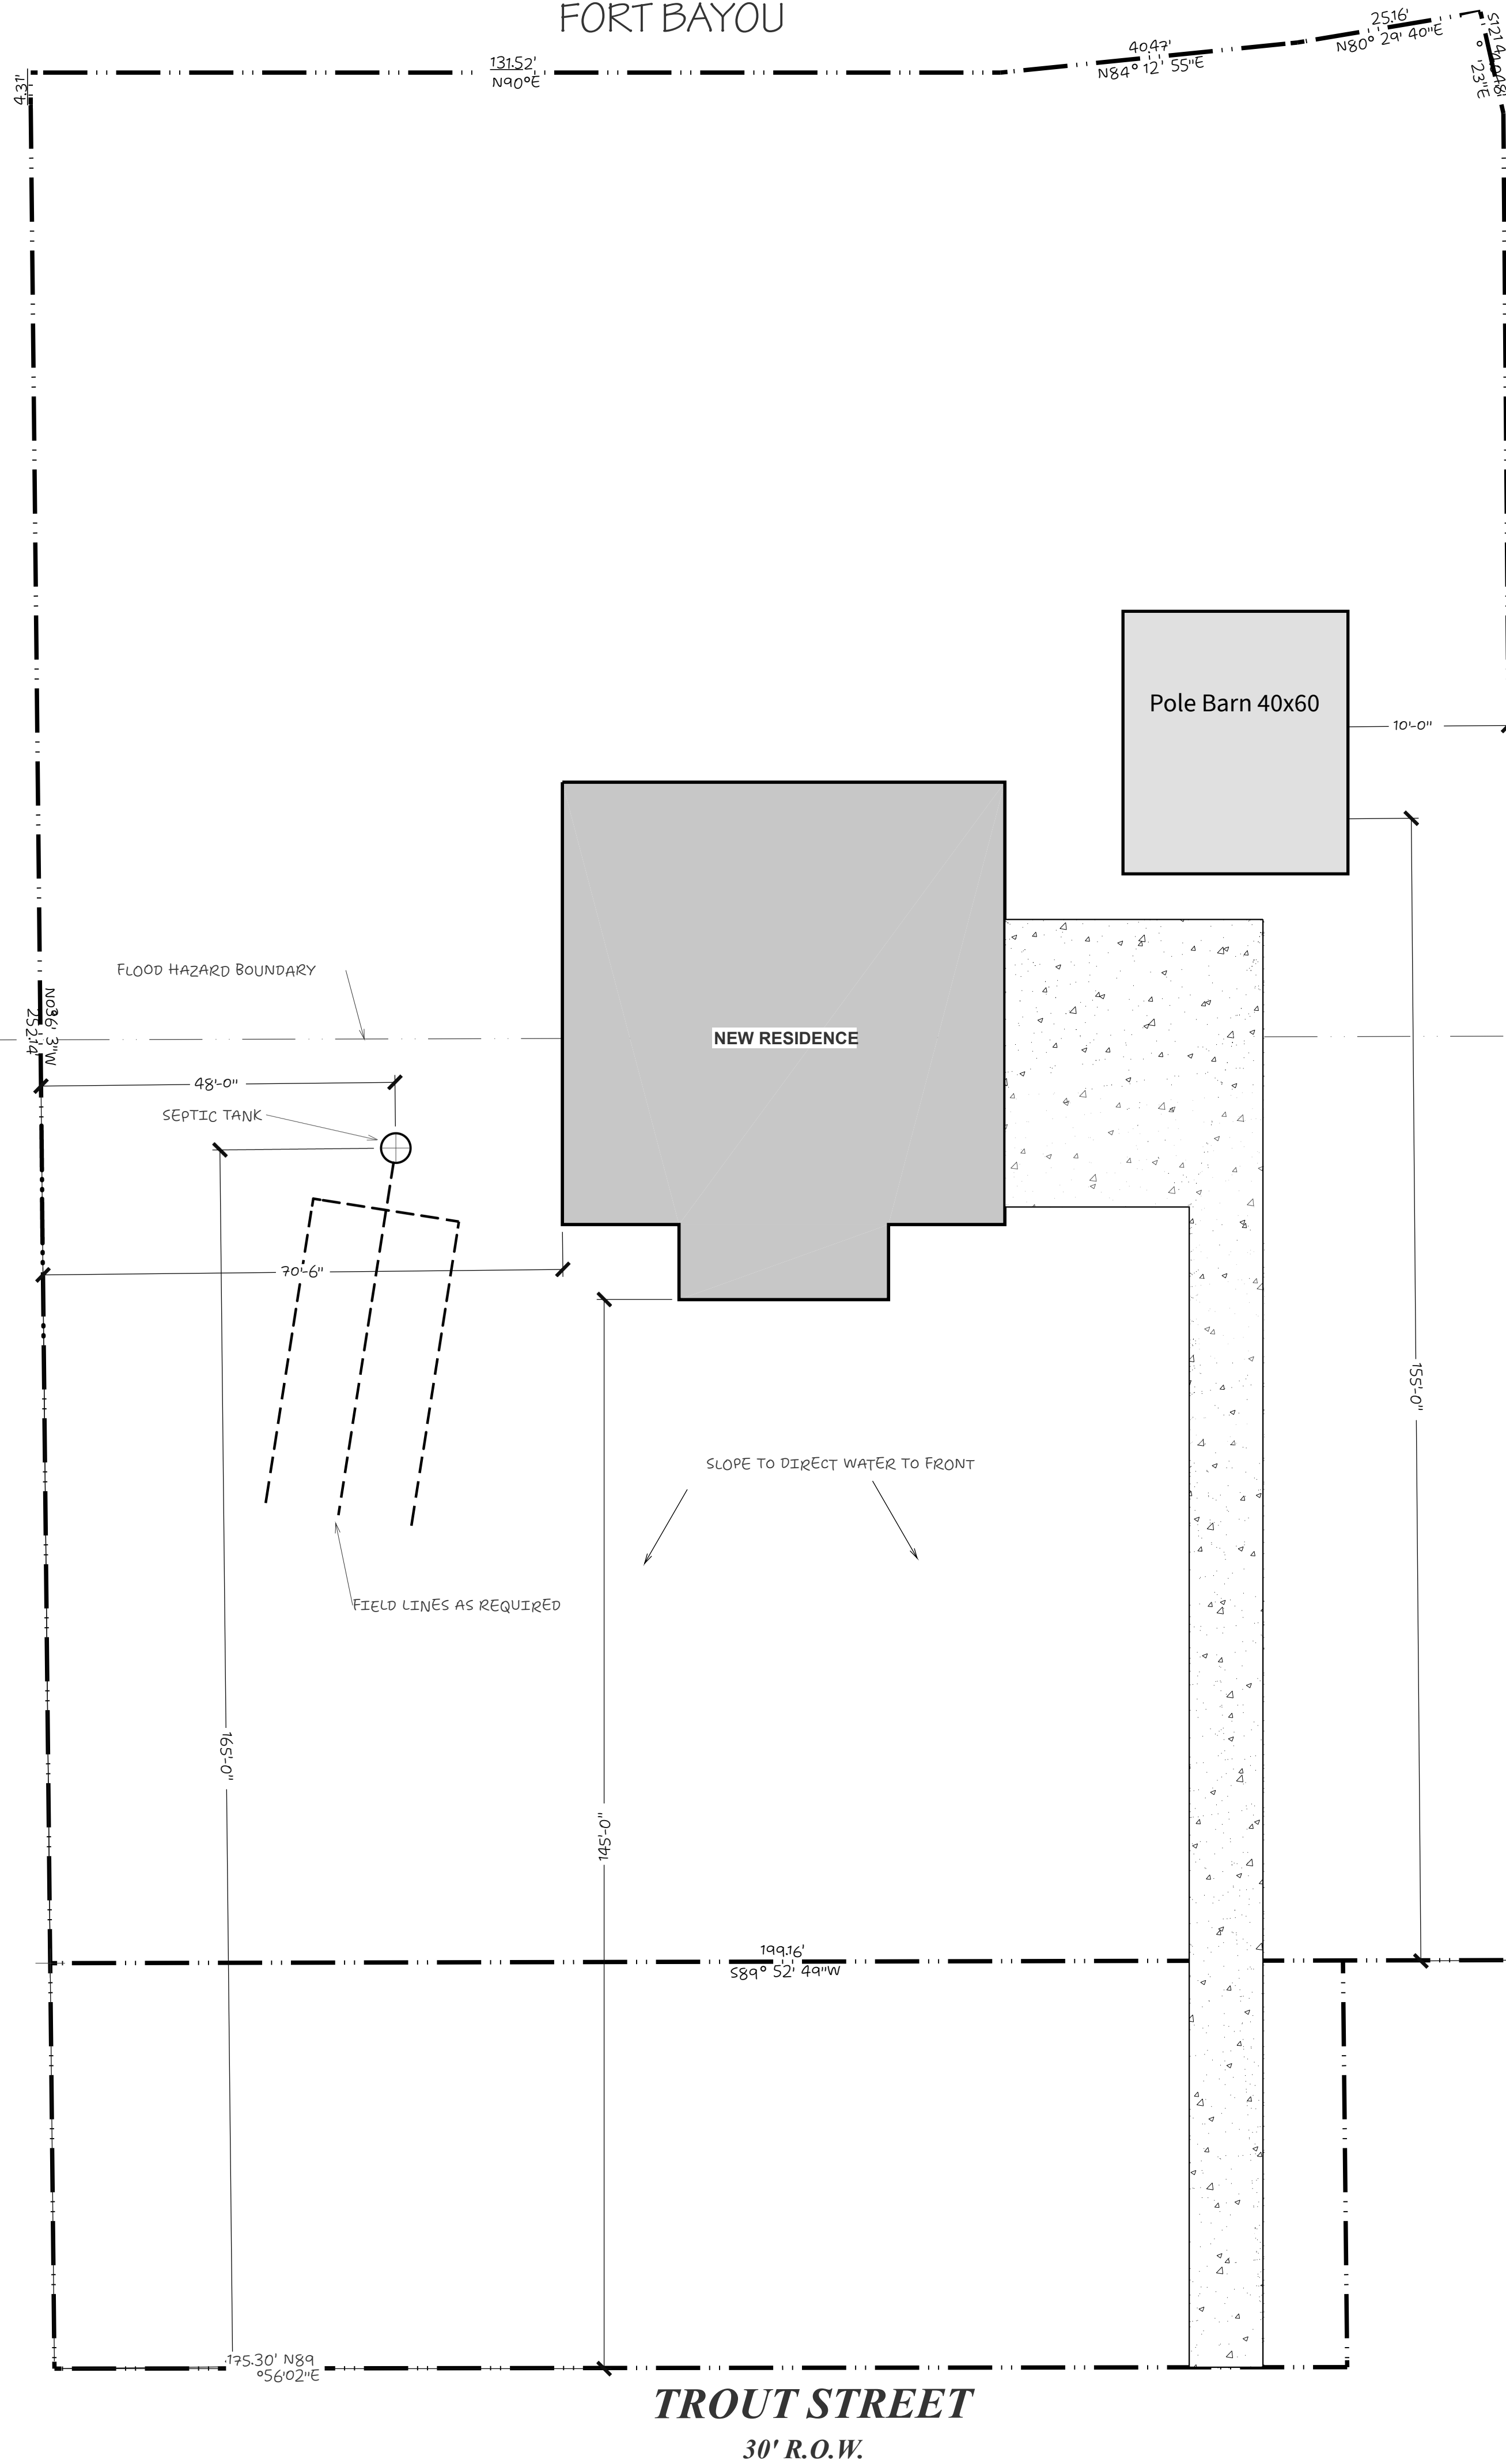 FORT BAYOU
25.16'
N80° 29' 40"E
40.47'
N84° 12' 55"E
131.52'
N90°E
4.31'
Pole Barn 40x60
10'-0"
FLOOD HAZARD BOUNDARY
252.14'
NEW RESIDENCE
48'-0"
SEPTIC TANK
70'-6"
155'-0"
SLOPE TO DIRECT WATER TO FRONT
FIELD LINES AS REQUIRED
165'-0"
145'-0"
199.16'
S89° 52' 49"W
175.30' N89
°56'02"E
TROUT STREET
30' R.O.W.